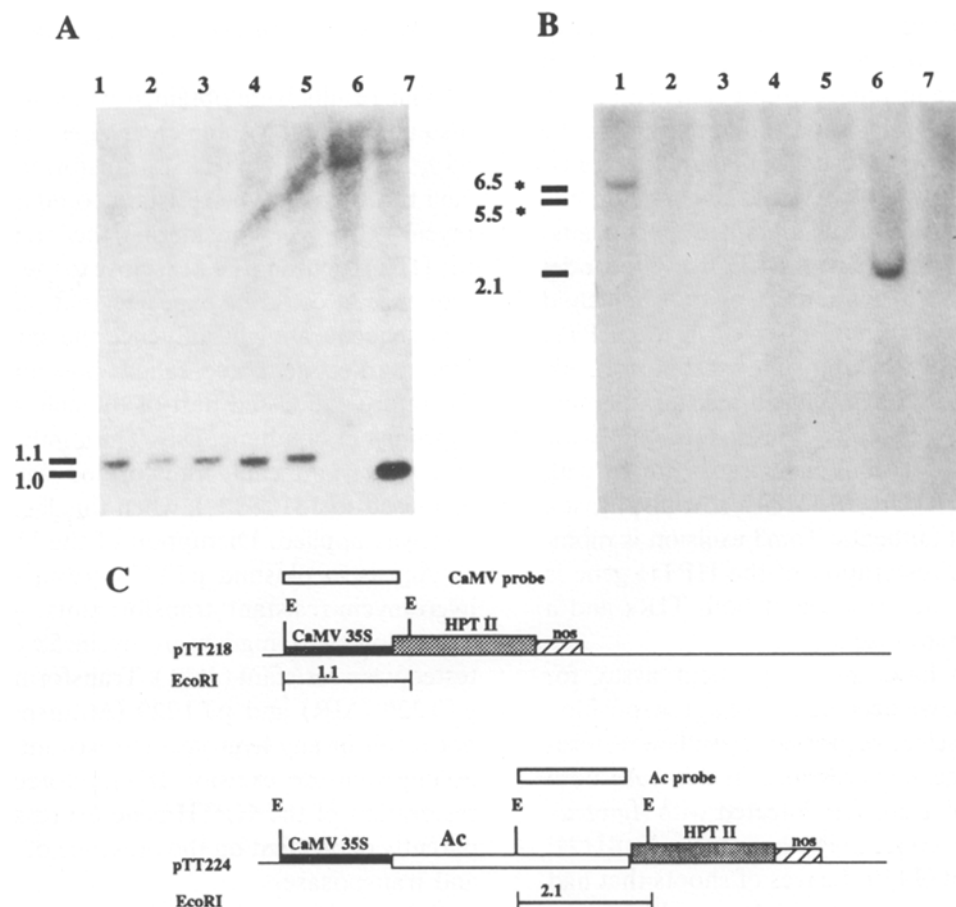 A
1 2 3 4 5 6 7
1.1
1.0
B
1 2 3 4 5 6 7
6.5 *
5.5 *
2.1
C
CaMV probe
E E
CaMV 35S HPT II nos
pTT218
EcoRI 1.1
Ac probe
E E E
CaMV 35S Ac HPT II nos
pTT224
EcoRI 2.1